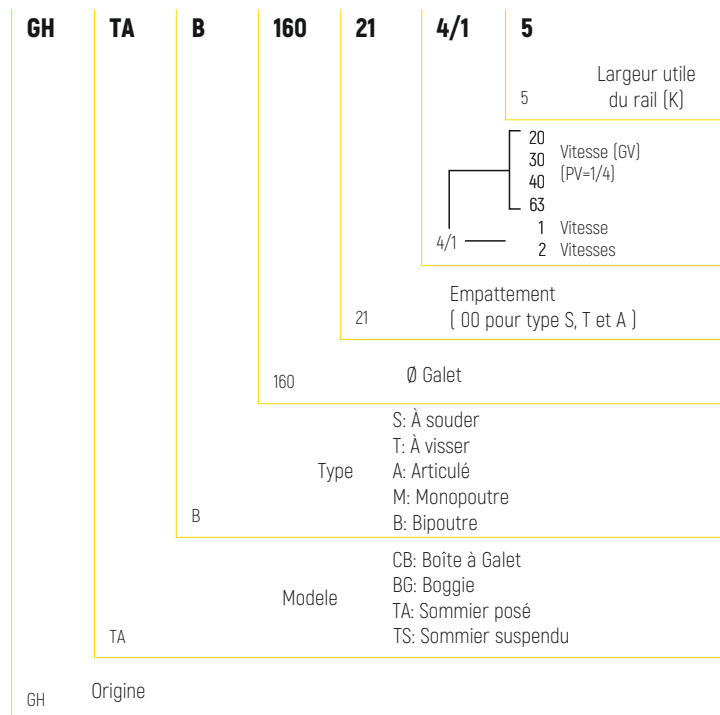 GH TA B 160 21 4/1 5
Largeur utile
du rail (K)
5
20
30
40
63
Vitesse (GV)
(PV=1/4)
1 Vitesse
2 Vitesses
4/1
Empattement
( 00 pour type S, T et A )
21
Ø Galet
160
S: À souder
T: À visser
A: Articulé
M: Monopoutre
B: Bipoutre
Type
B
CB: Boîte à Galet
BG: Boggie
TA: Sommier posé
TS: Sommier suspendu
Modele
TA
Origine
GH